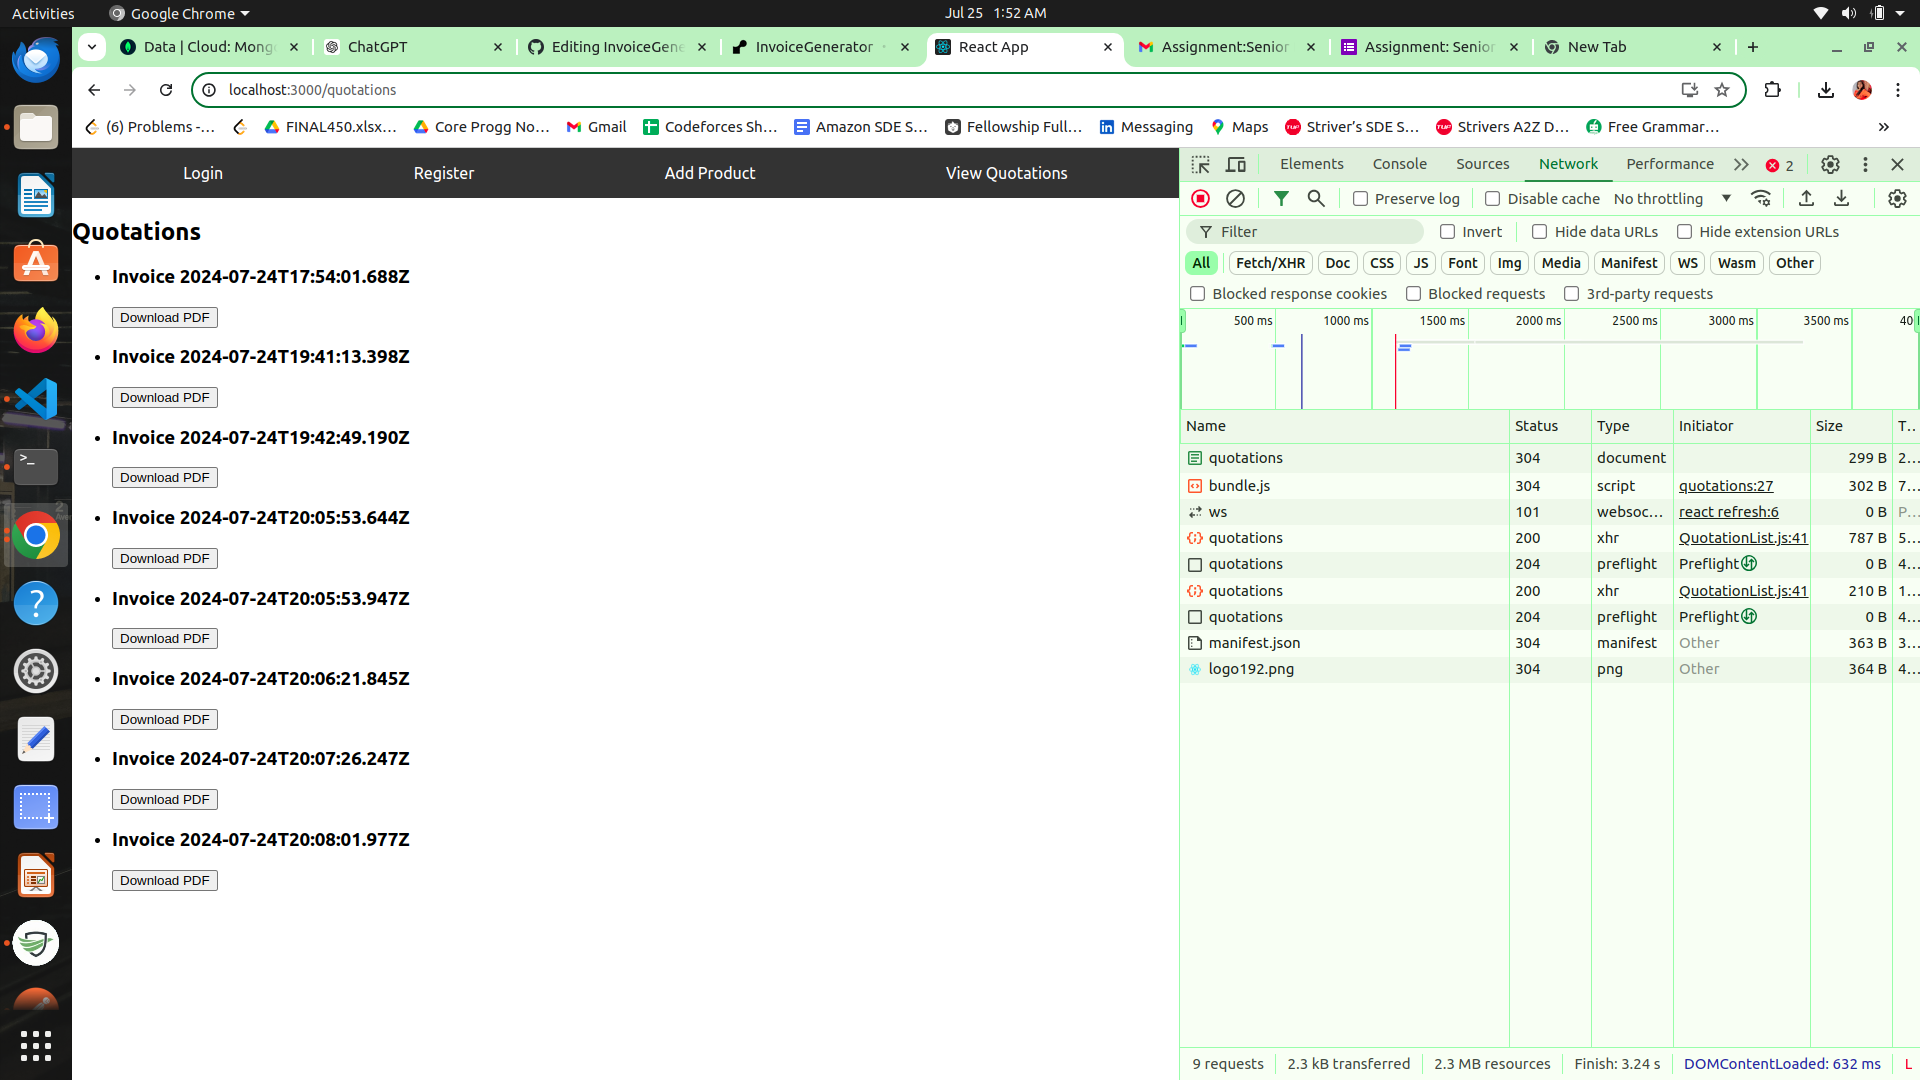 Activities
Google Chrome
Jul 25 1:52 AM
Data | Cloud: Mong
ChatGPT
Editing InvoiceGene
InvoiceGenerator
React App
Assignment:Senior
Assignment: Senior
New Tab
localhost:3000/quotations
(6) Problems -...
FINAL450.xlsx...
Core Progg No...
Gmail
Codeforces Sh...
Amazon SDE S...
Fellowship Full...
Messaging
Maps
Striver's SDE S...
Strivers A2Z D...
Free Grammar...
Login
Register
Add Product
View Quotations
Quotations
Invoice 2024-07-24T17:54:01.688Z
Download PDF
Invoice 2024-07-24T19:41:13.398Z
Download PDF
Invoice 2024-07-24T19:42:49.190Z
Download PDF
Invoice 2024-07-24T20:05:53.644Z
Download PDF
Invoice 2024-07-24T20:05:53.947Z
Download PDF
Invoice 2024-07-24T20:06:21.845Z
Download PDF
Invoice 2024-07-24T20:07:26.247Z
Download PDF
Invoice 2024-07-24T20:08:01.977Z
Download PDF
Elements Console Sources Network Performance 2
Preserve log Disable cache No throttling
Filter Invert Hide data URLs Hide extension URLs
All Fetch/XHR Doc CSS JS Font Img Media Manifest WS Wasm Other
Blocked response cookies Blocked requests 3rd-party requests
500 ms 1000 ms 1500 ms 2000 ms 2500 ms 3000 ms 3500 ms 40
Name Status Type Initiator Size T...
quotations 304 document 299 B 2...
bundle.js 304 script quotations:27 302 B 7...
ws 101 websoc... react refresh:6 0 B P...
quotations 200 xhr QuotationList.js:41 787 B 5...
quotations 204 preflight Preflight 0 B 4...
quotations 200 xhr QuotationList.js:41 210 B 1...
quotations 204 preflight Preflight 0 B 4...
manifest.json 304 manifest Other 363 B 3...
logo192.png 304 png Other 364 B 4...
9 requests 2.3 kB transferred 2.3 MB resources Finish: 3.24 s DOMContentLoaded: 632 ms L